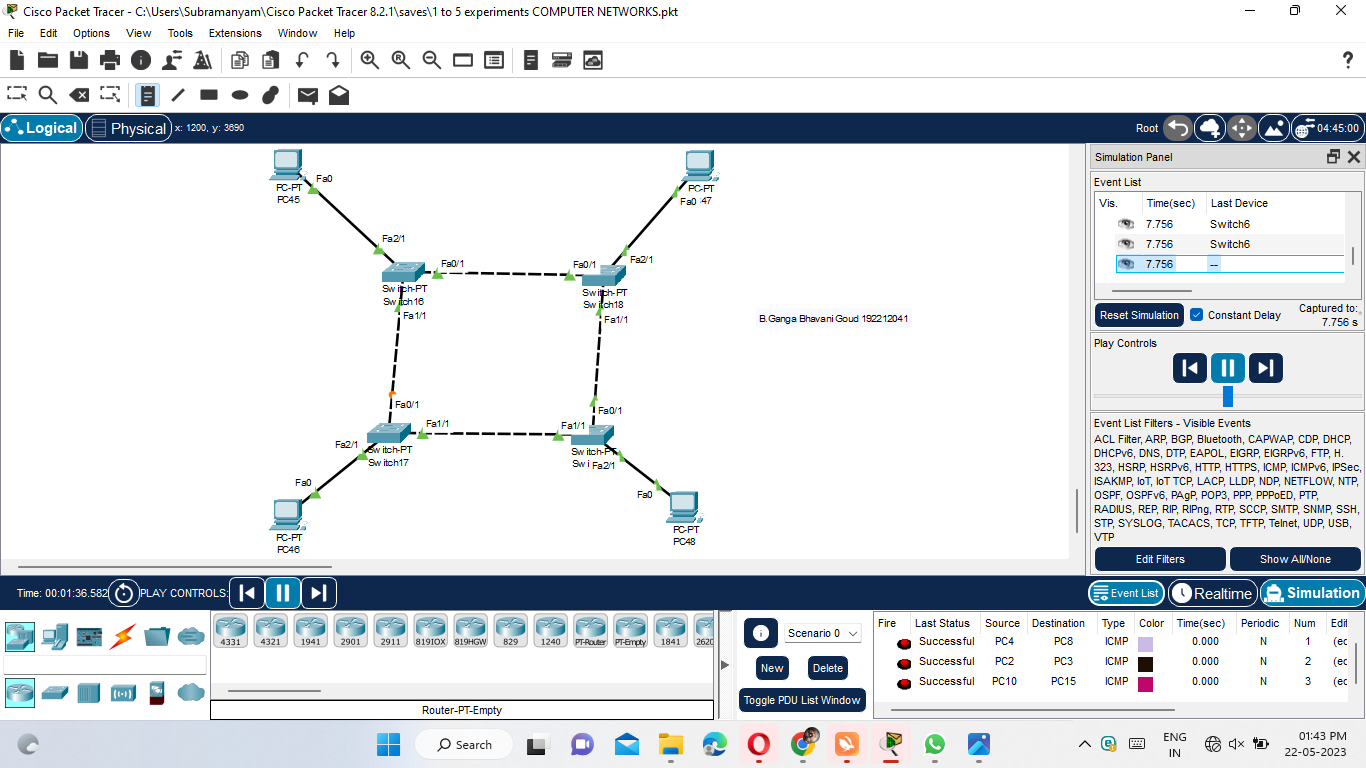 Cisco Packet Tracer - C:\Users\Subramanyam\Cisco Packet Tracer 8.2.1\saves\1 to 5 experiments COMPUTER NETWORKS.pkt
File Edit Options View Tools Extensions Window Help
Logical Physical x: 1200, y: 3890 Root 04:45:00
PC-PT
PC45
Fa0
Fa2/1
Fa0/1
Switch-PT
Switch16
Fa1/1
PC-PT
Fa0 47
Fa2/1
Fa0/1
Switch-PT
Switch18
Fa1/1
B.Ganga Bhavani Goud 192212041
Fa0/1
Fa1/1
Fa2/1
Switch-PT
Switch17
Fa0
PC-PT
PC46
Fa0/1
Fa1/1
Switch-PT
Swi Fa2/1
Fa0
PC-PT
PC48
Simulation Panel
Event List
Vis. Time(sec) Last Device
7.756 Switch6
7.756 Switch6
7.756 --
Reset Simulation Constant Delay Captured to:
7.756 s
Play Controls
Event List Filters - Visible Events
ACL Filter, ARP, BGP, Bluetooth, CAPWAP, CDP, DHCP,
DHCPv6, DNS, DTP, EAPOL, EIGRP, EIGRPv6, FTP, H.
323, HSRP, HSRPv6, HTTP, HTTPS, ICMP, ICMPv6, IPSec,
ISAKMP, IoT, IoT TCP, LACP, LLDP, NDP, NETFLOW, NTP,
OSPF, OSPFv6, PAgP, POP3, PPP, PPPoED, PTP,
RADIUS, REP, RIP, RIPng, RTP, SCCP, SMTP, SNMP, SSH,
STP, SYSLOG, TACACS, TCP, TFTP, Telnet, UDP, USB,
VTP
Edit Filters Show All/None
Time: 00:01:36.582 PLAY CONTROLS: Event List Realtime Simulation
4331 4321 1941 2901 2911 819IOX 819HGW 829 1240 PT-Router PT-Empty 1841 2620
Router-PT-Empty
Scenario 0
New Delete
Toggle PDU List Window
Fire Last Status Source Destination Type Color Time(sec) Periodic Num Edit
Successful PC4 PC8 ICMP 0.000 N 1 (ec
Successful PC2 PC3 ICMP 0.000 N 2 (ec
Successful PC10 PC15 ICMP 0.000 N 3 (ec
Search
ENG
IN
01:43 PM
22-05-2023